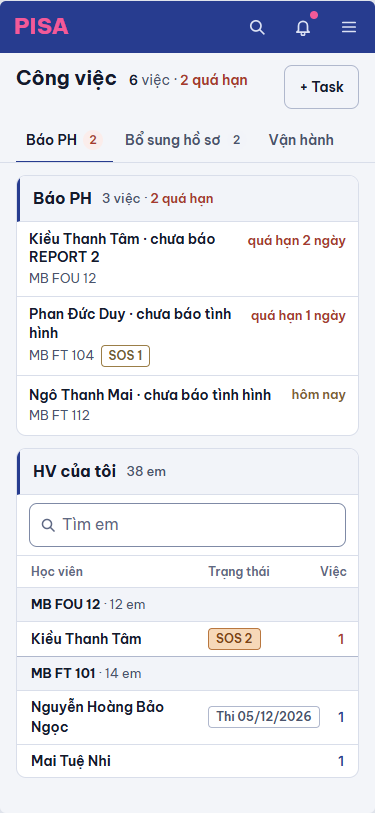 PISA
Công việc 6 việc · 2 quá hạn
+ Task
Báo PH 2 Bổ sung hồ sơ 2 Vận hành
Báo PH 3 việc · 2 quá hạn
Kiều Thanh Tâm · chưa báo REPORT 2
quá hạn 2 ngày
MB FOU 12
Phan Đức Duy · chưa báo tình hình
quá hạn 1 ngày
MB FT 104 SOS 1
Ngô Thanh Mai · chưa báo tình hình hôm nay
MB FT 112
HV của tôi 38 em
Tìm em
Học viên Trạng thái Việc
MB FOU 12 · 12 em
Kiều Thanh Tâm SOS 2 1
MB FT 101 · 14 em
Nguyễn Hoàng Bảo Ngọc
Thi 05/12/2026 1
Mai Tuệ Nhi 1